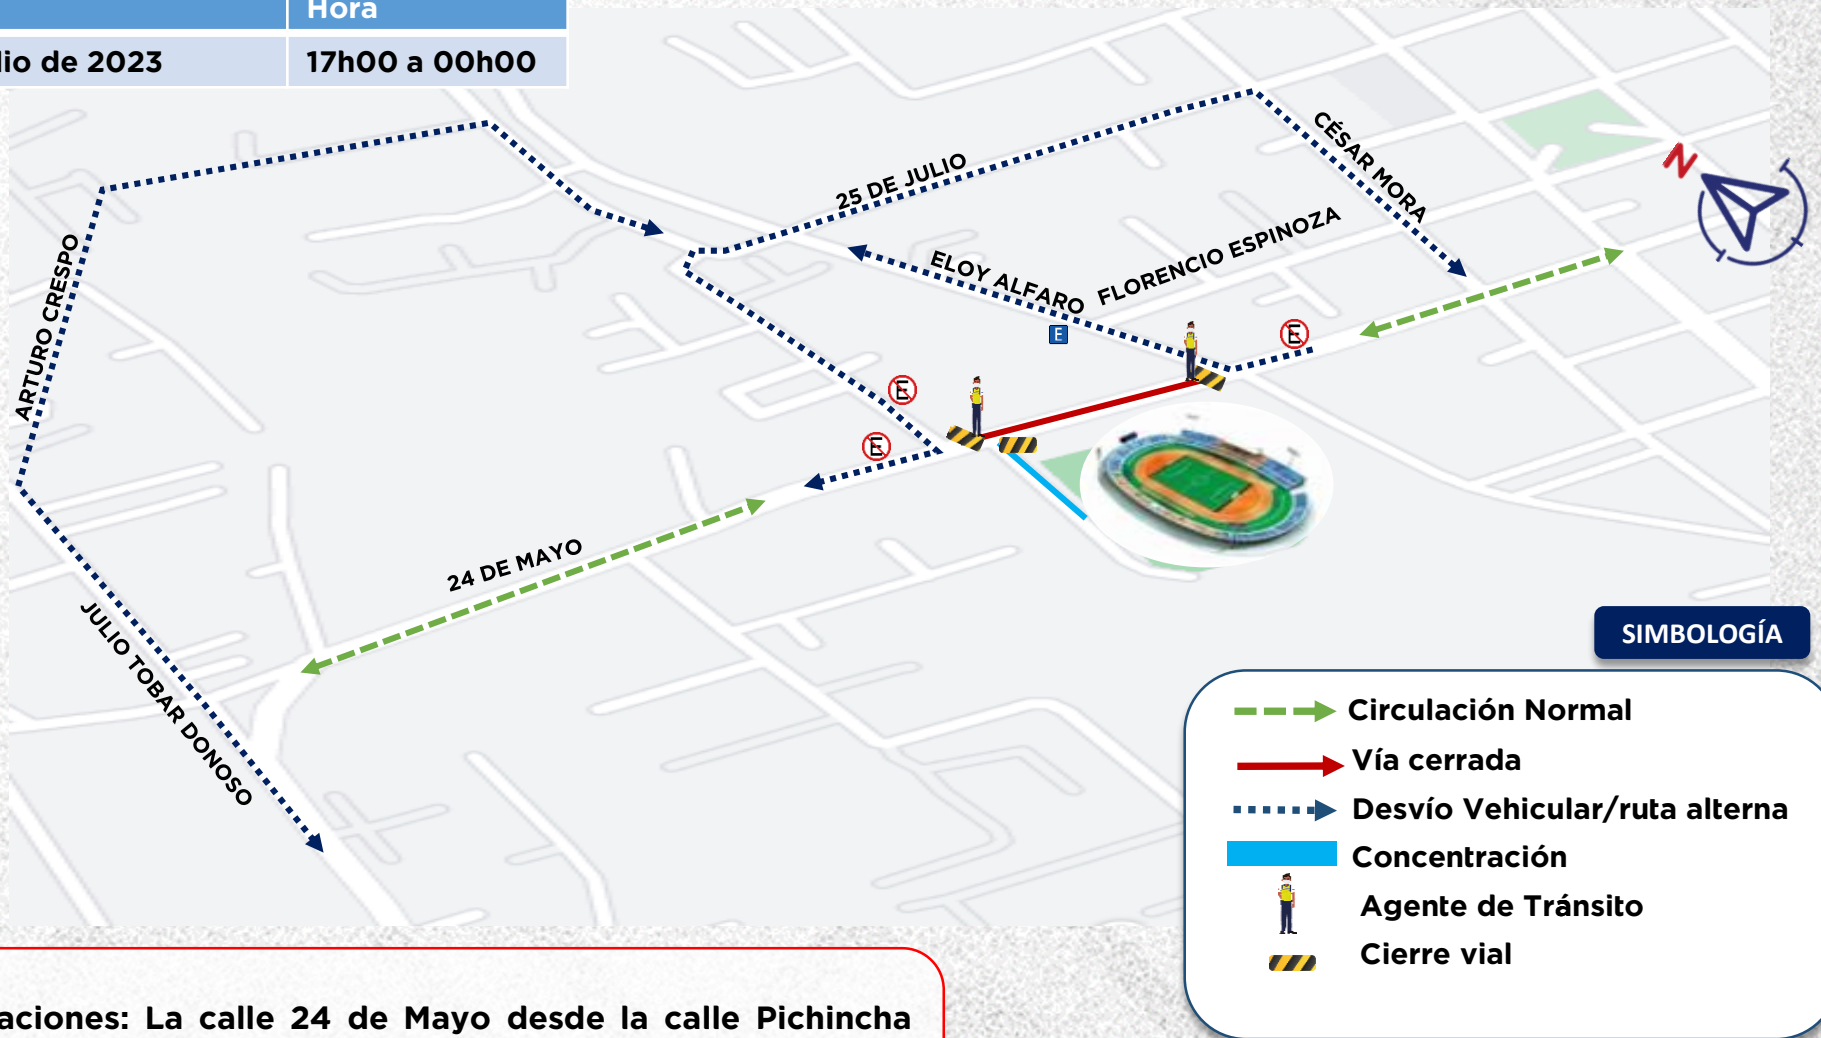 Hora
lio de 2023
17h00 a 00h00
25 DE JULIO
CÉSAR MORA
N
ELOY ALFARO
FLORENCIO ESPINOZA
ARTURO CRESPO
E
E
E
E
24 DE MAYO
JULIO TOBAR DONOSO
SIMBOLOGÍA
Circulación Normal
Vía cerrada
Desvío Vehicular/ruta alterna
Concentración
Agente de Tránsito
Cierre vial
aciones: La calle 24 de Mayo desde la calle Pichincha